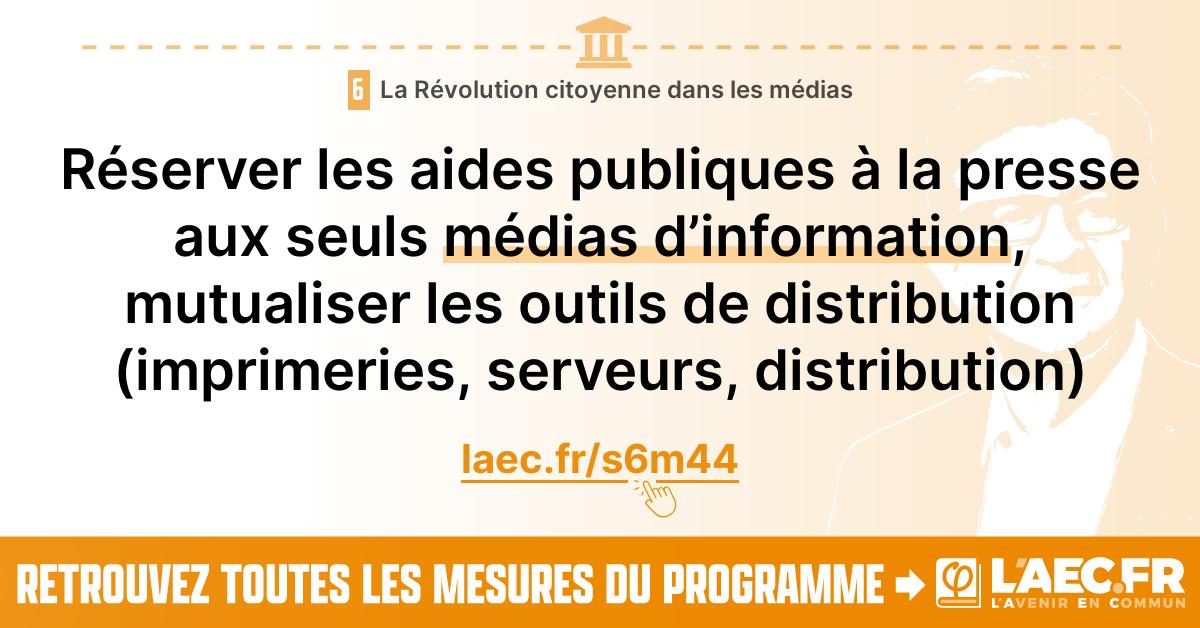 6 La Révolution citoyenne dans les médias
Réserver les aides publiques à la presse
aux seuls médias d’information,
mutualiser les outils de distribution
(imprimeries, serveurs, distribution)
laec.fr/s6m44
RETROUVEZ TOUTES LES MESURES DU PROGRAMME
φ L'AEC.FR
L'AVENIR EN COMMUN